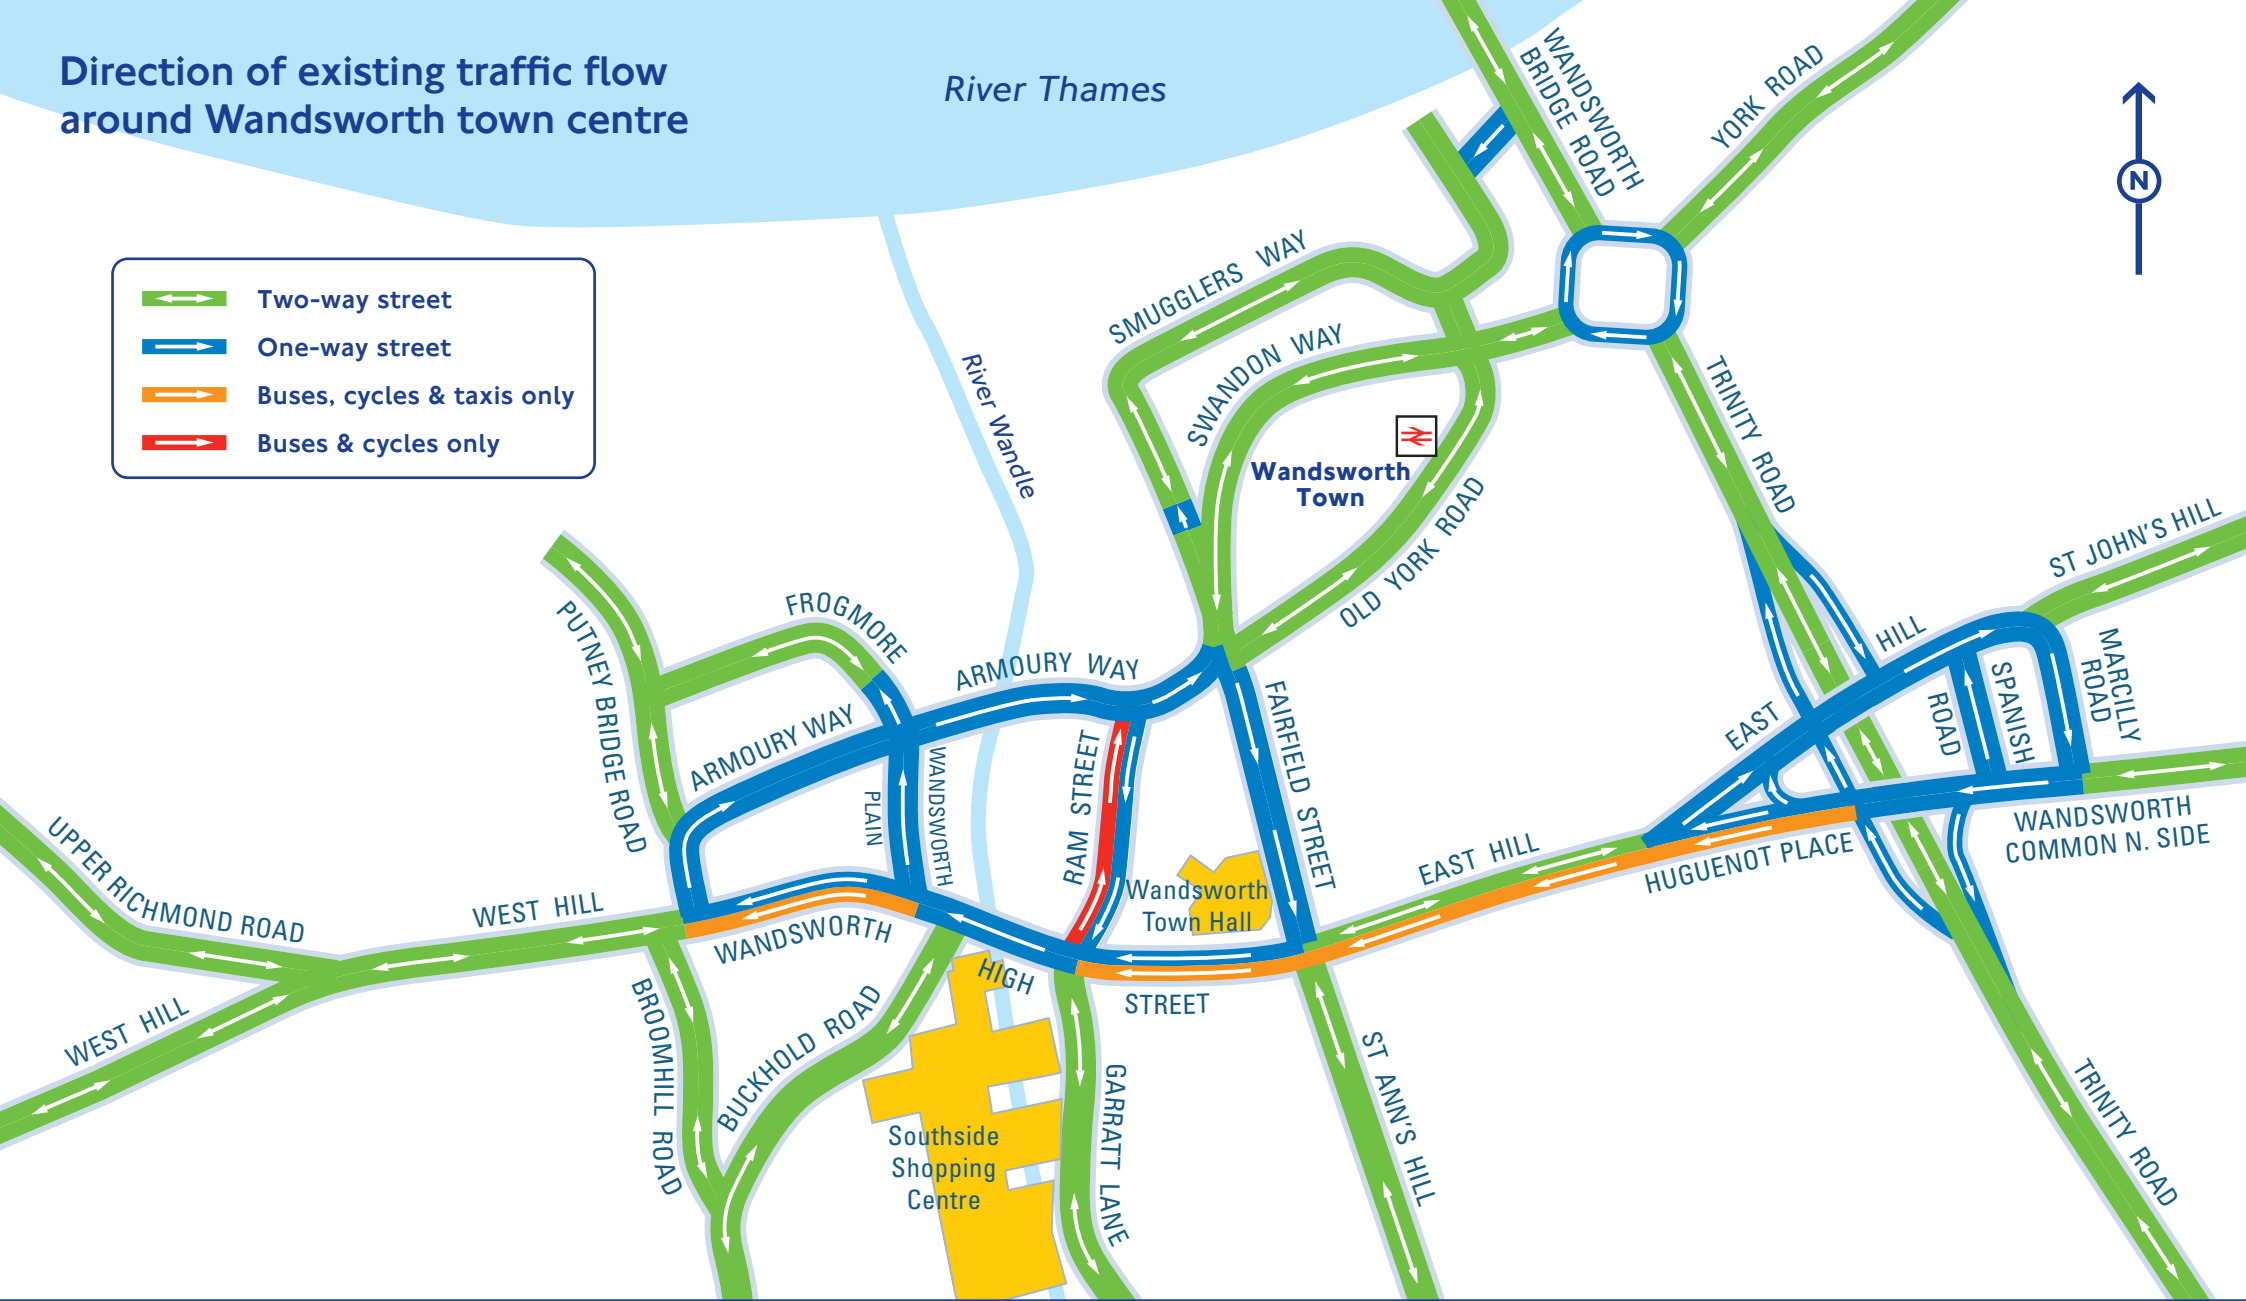 Direction of existing traffic flow
around Wandsworth town centre
River Thames
WANDSWORTH
BRIDGE ROAD
YORK ROAD
N
Two-way street
One-way street
Buses, cycles & taxis only
Buses & cycles only
River Wandle
SMUGGLERS WAY
SWANDON WAY
Wandsworth
Town
OLD YORK ROAD
TRINITY ROAD
ST JOHN'S HILL
PUTNEY BRIDGE ROAD
FROGMORE
ARMOURY WAY
ARMOURY WAY
WANDSWORTH
PLAIN
RAM STREET
FAIRFIELD STREET
Wandsworth
Town Hall
EAST HILL
SPANISH
ROAD
MARCILLY
ROAD
WANDSWORTH
COMMON N. SIDE
HUGUENOT PLACE
EAST HILL
UPPER RICHMOND ROAD
WEST HILL
WEST HILL
WANDSWORTH
HIGH
STREET
BROOMHILL ROAD
BUCKHOLD ROAD
Southside
Shopping
Centre
GARRATT LANE
ST ANN'S HILL
TRINITY ROAD